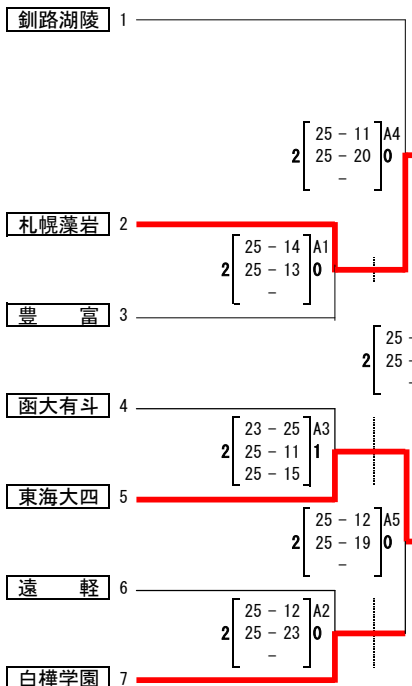 釧路湖陵 1
25 - 11 A4
2 25 - 20 0
-
札幌藻岩 2
25 - 14 A1
2 25 - 13 0
-
豊 富 3
25 -
2 25 -
-
函大有斗 4
23 - 25 A3
2 25 - 11 1
25 - 15
東海大四 5
25 - 12 A5
2 25 - 19 0
-
遠 軽 6
25 - 12 A2
2 25 - 23 0
-
白樺学園 7